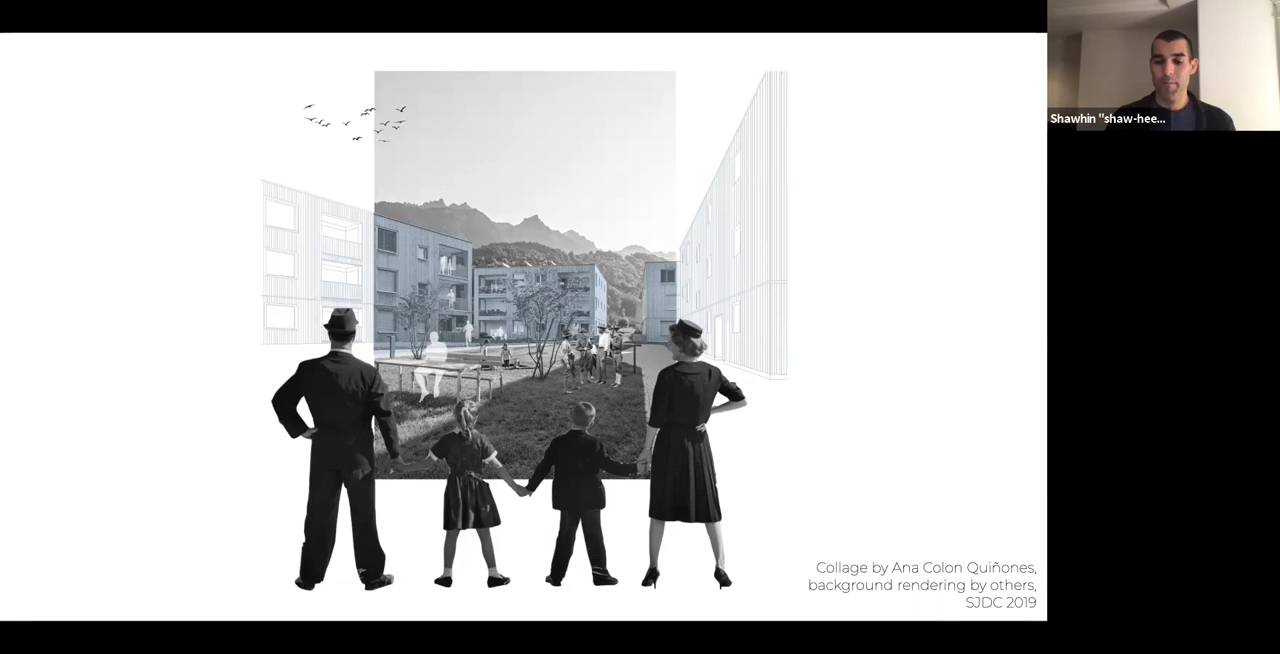 Shawhin "shaw-hee...
Collage by Ana Colon Quiñones,
background rendering by others,
SJDC 2019